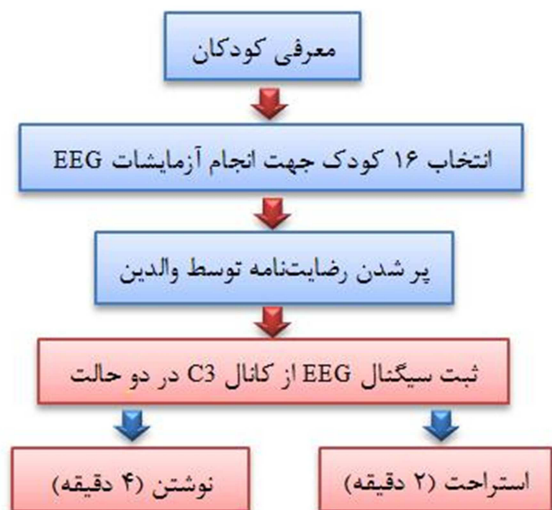 معرفی کودکان
انتخاب ۱۶ کودک جهت انجام آزمایشات EEG
پر شدن رضایت‌نامه توسط والدین
ثبت سیگنال EEG از کانال C3 در دو حالت
استراحت (۲ دقیقه)
نوشتن (۴ دقیقه)